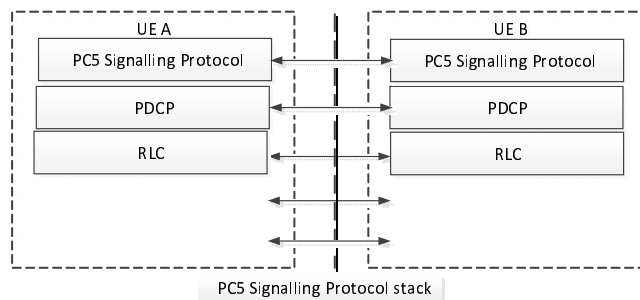 UE A
UE B
PC5 Signalling Protocol
PC5 Signalling Protocol
PDCP
PDCP
RLC
RLC
PC5 Signalling Protocol stack